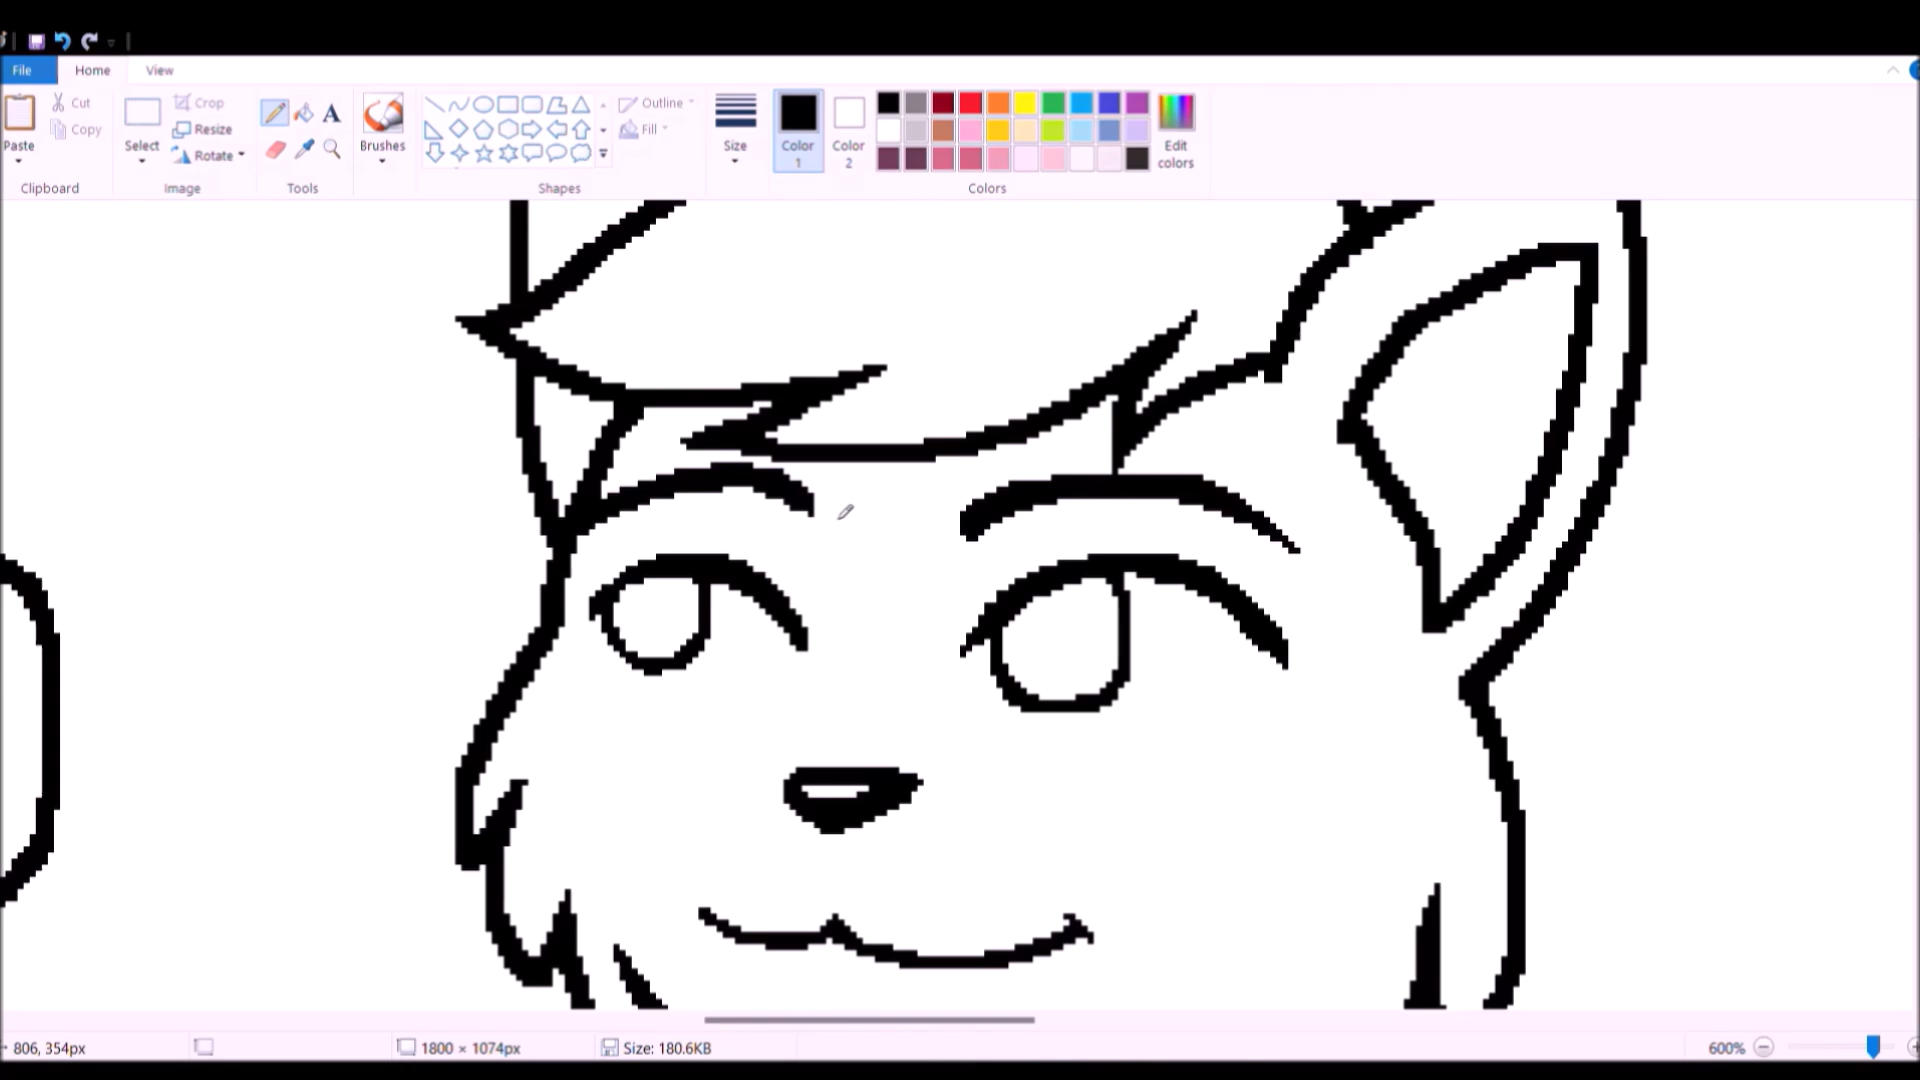 File Home View
Paste Cut Copy
Clipboard
Select Crop Resize Rotate
Image
A
Tools
Brushes
Outline
Fill
Shapes
Size
Color 1
Color 2
Edit colors
Colors
806, 354px
1800 × 1074px
Size: 180.6KB
600%